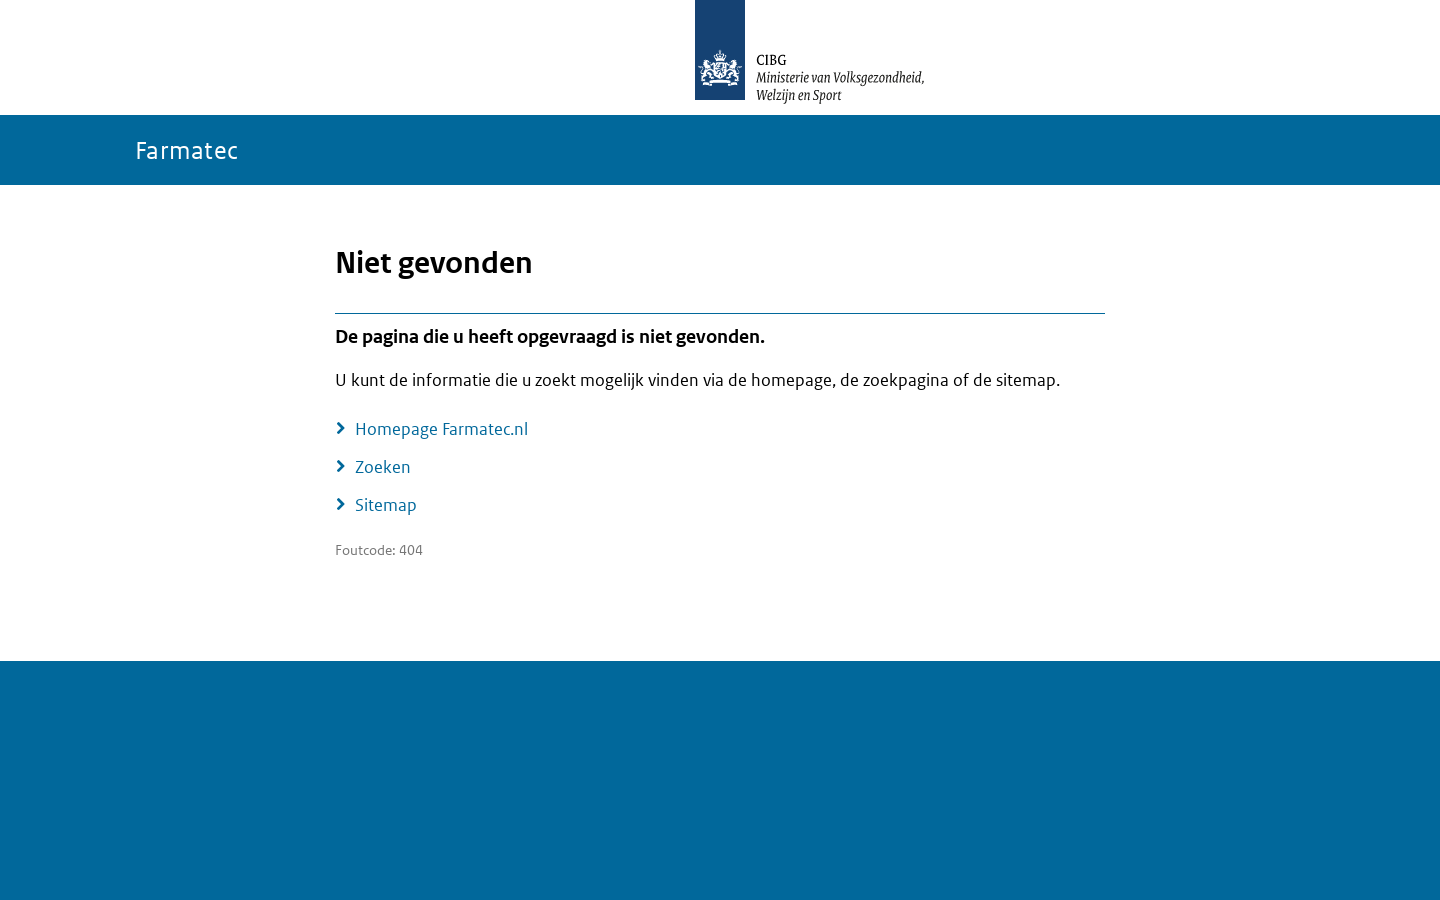 CIBG
Ministerie van Volksgezondheid,
Welzijn en Sport
Farmatec
Niet gevonden
De pagina die u heeft opgevraagd is niet gevonden.
U kunt de informatie die u zoekt mogelijk vinden via de homepage, de zoekpagina of de sitemap.
Homepage Farmatec.nl
Zoeken
Sitemap
Foutcode: 404